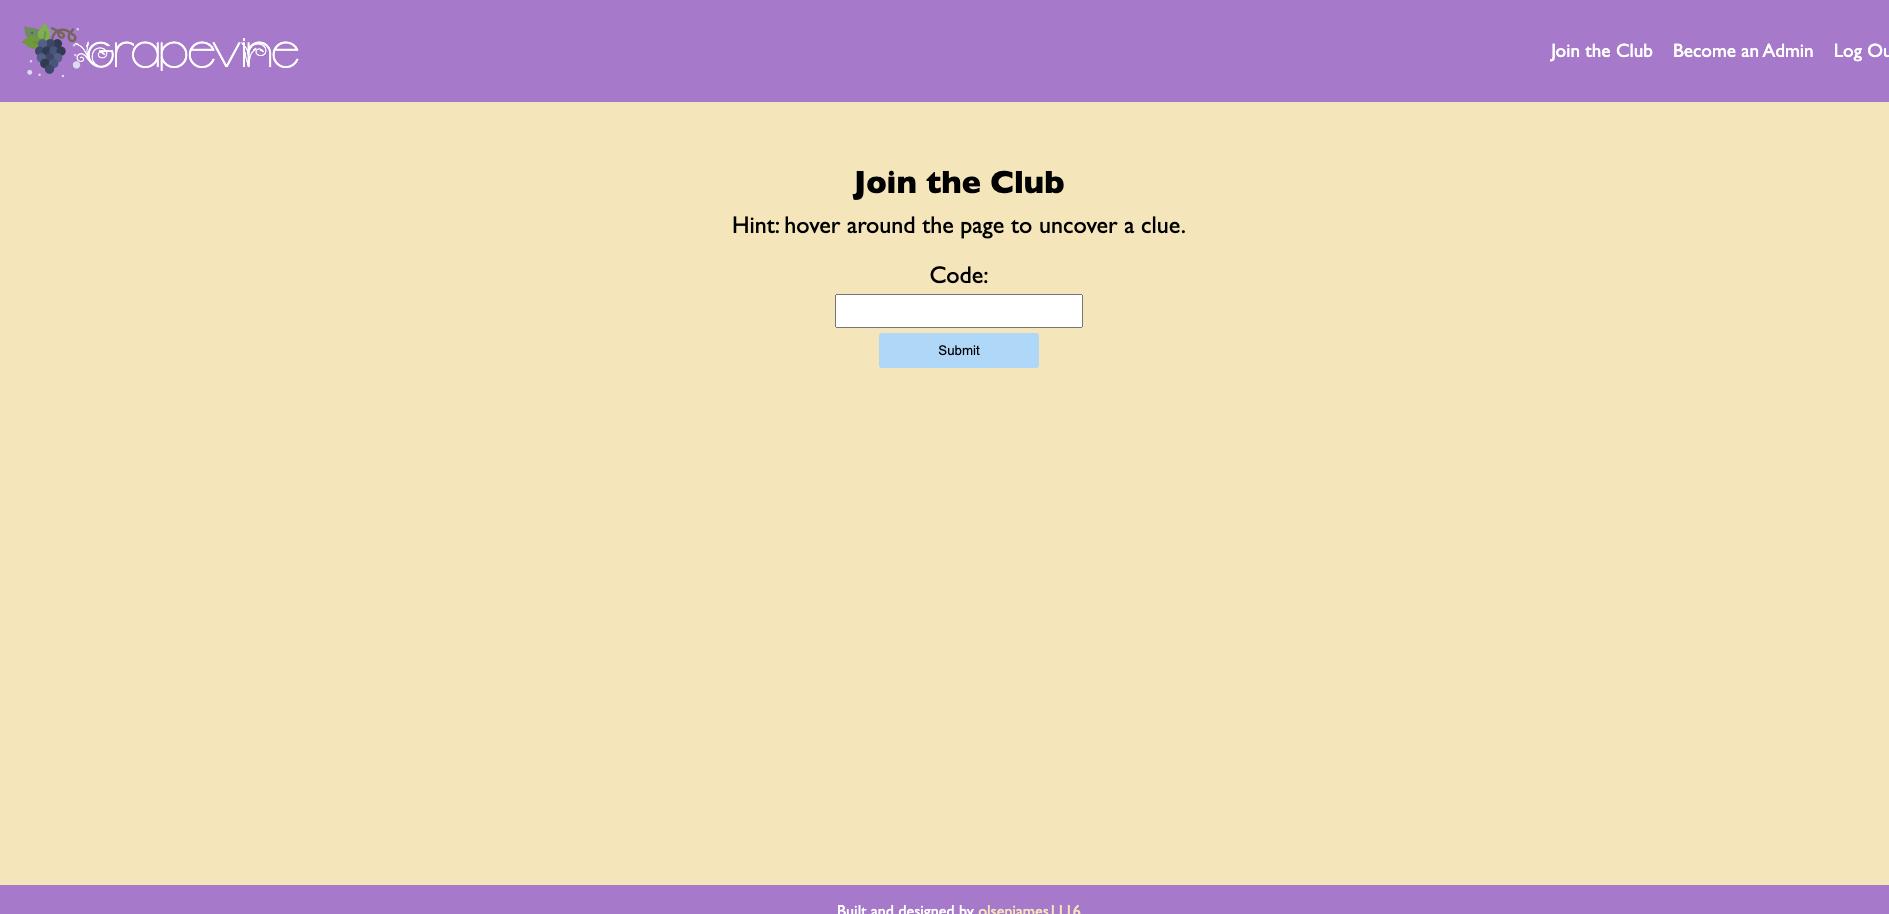 grapevine
Join the Club Become an Admin Log Ou
Join the Club
Hint: hover around the page to uncover a clue.
Code:
Submit
Built and designed by olsenjames1116